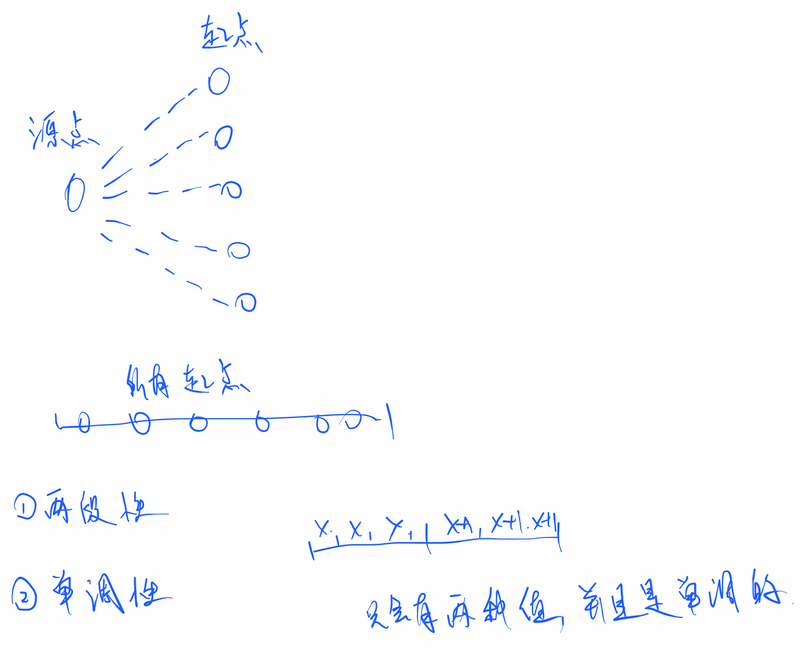 起点
源点
所有起点
①两段性
x, x, x, x+1, x+1, x+1
②单调性
只会有两种值, 并且是单调的.